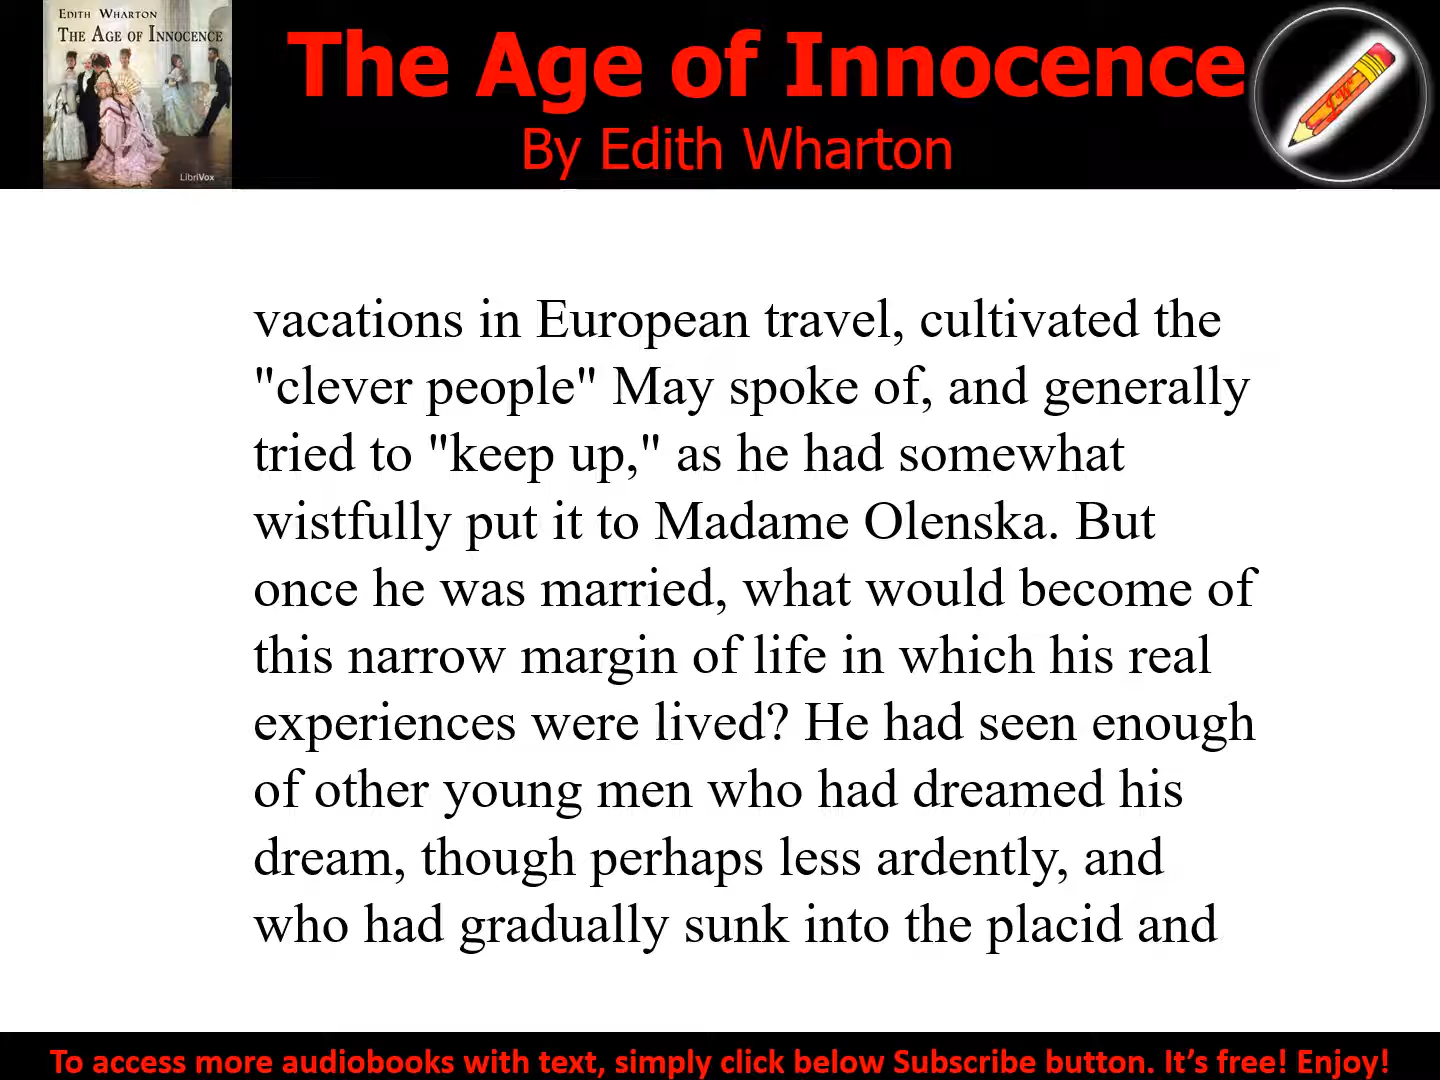 EDITH WHARTON
THE AGE OF INNOCENCE
LibriVox
The Age of Innocence
By Edith Wharton
vacations in European travel, cultivated the
"clever people" May spoke of, and generally
tried to "keep up," as he had somewhat
wistfully put it to Madame Olenska. But
once he was married, what would become of
this narrow margin of life in which his real
experiences were lived? He had seen enough
of other young men who had dreamed his
dream, though perhaps less ardently, and
who had gradually sunk into the placid and
To access more audiobooks with text, simply click below Subscribe button. It’s free! Enjoy!